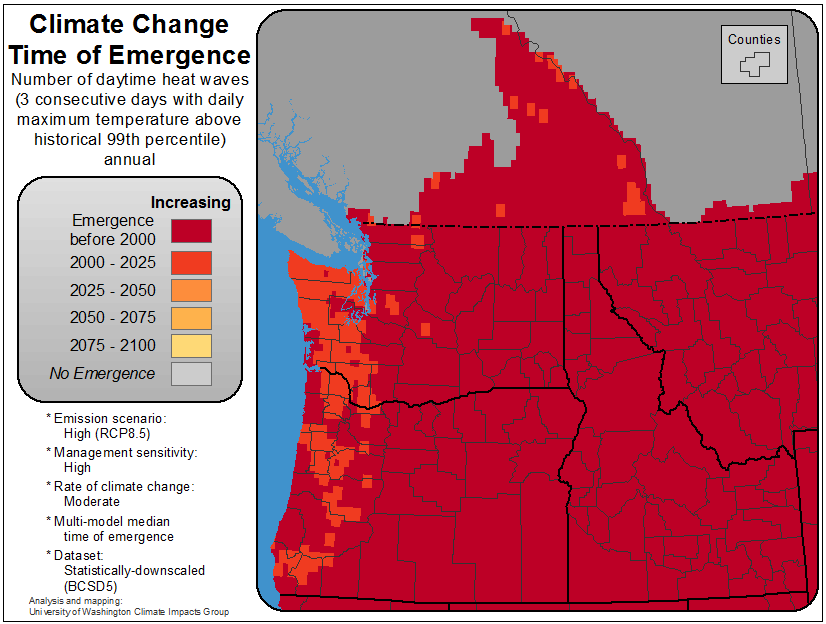 Climate Change
Time of Emergence
Number of daytime heat waves
(3 consecutive days with daily
maximum temperature above
historical 99th percentile)
annual
Counties
Increasing
Emergence
before 2000
2000 - 2025
2025 - 2050
2050 - 2075
2075 - 2100
No Emergence
* Emission scenario:
High (RCP8.5)
* Management sensitivity:
High
* Rate of climate change:
Moderate
* Multi-model median
time of emergence
* Dataset:
Statistically-downscaled
(BCSD5)
Analysis and mapping:
University of Washington Climate Impacts Group